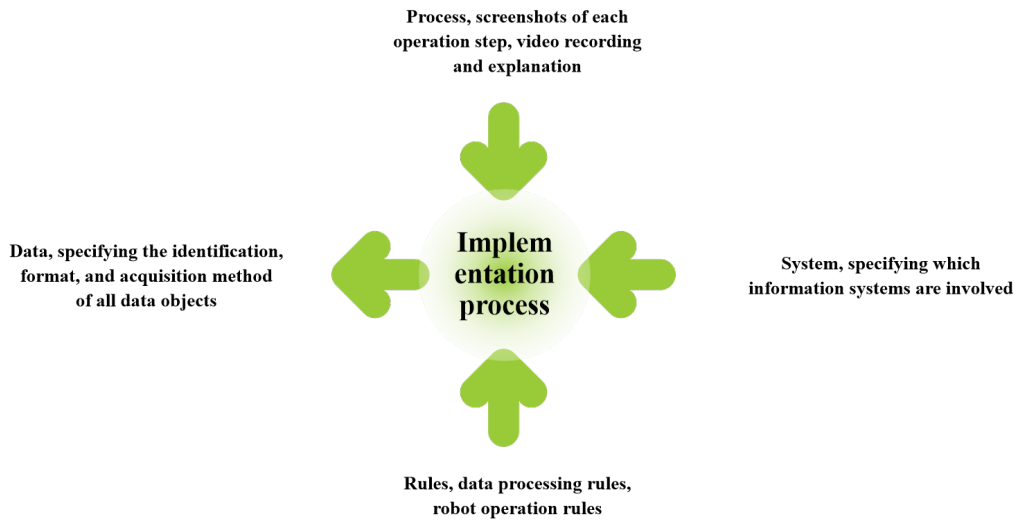 Process, screenshots of each
operation step, video recording
and explanation
Data, specifying the identification,
format, and acquisition method
of all data objects
Implem
entation
process
System, specifying which
information systems are involved
Rules, data processing rules,
robot operation rules